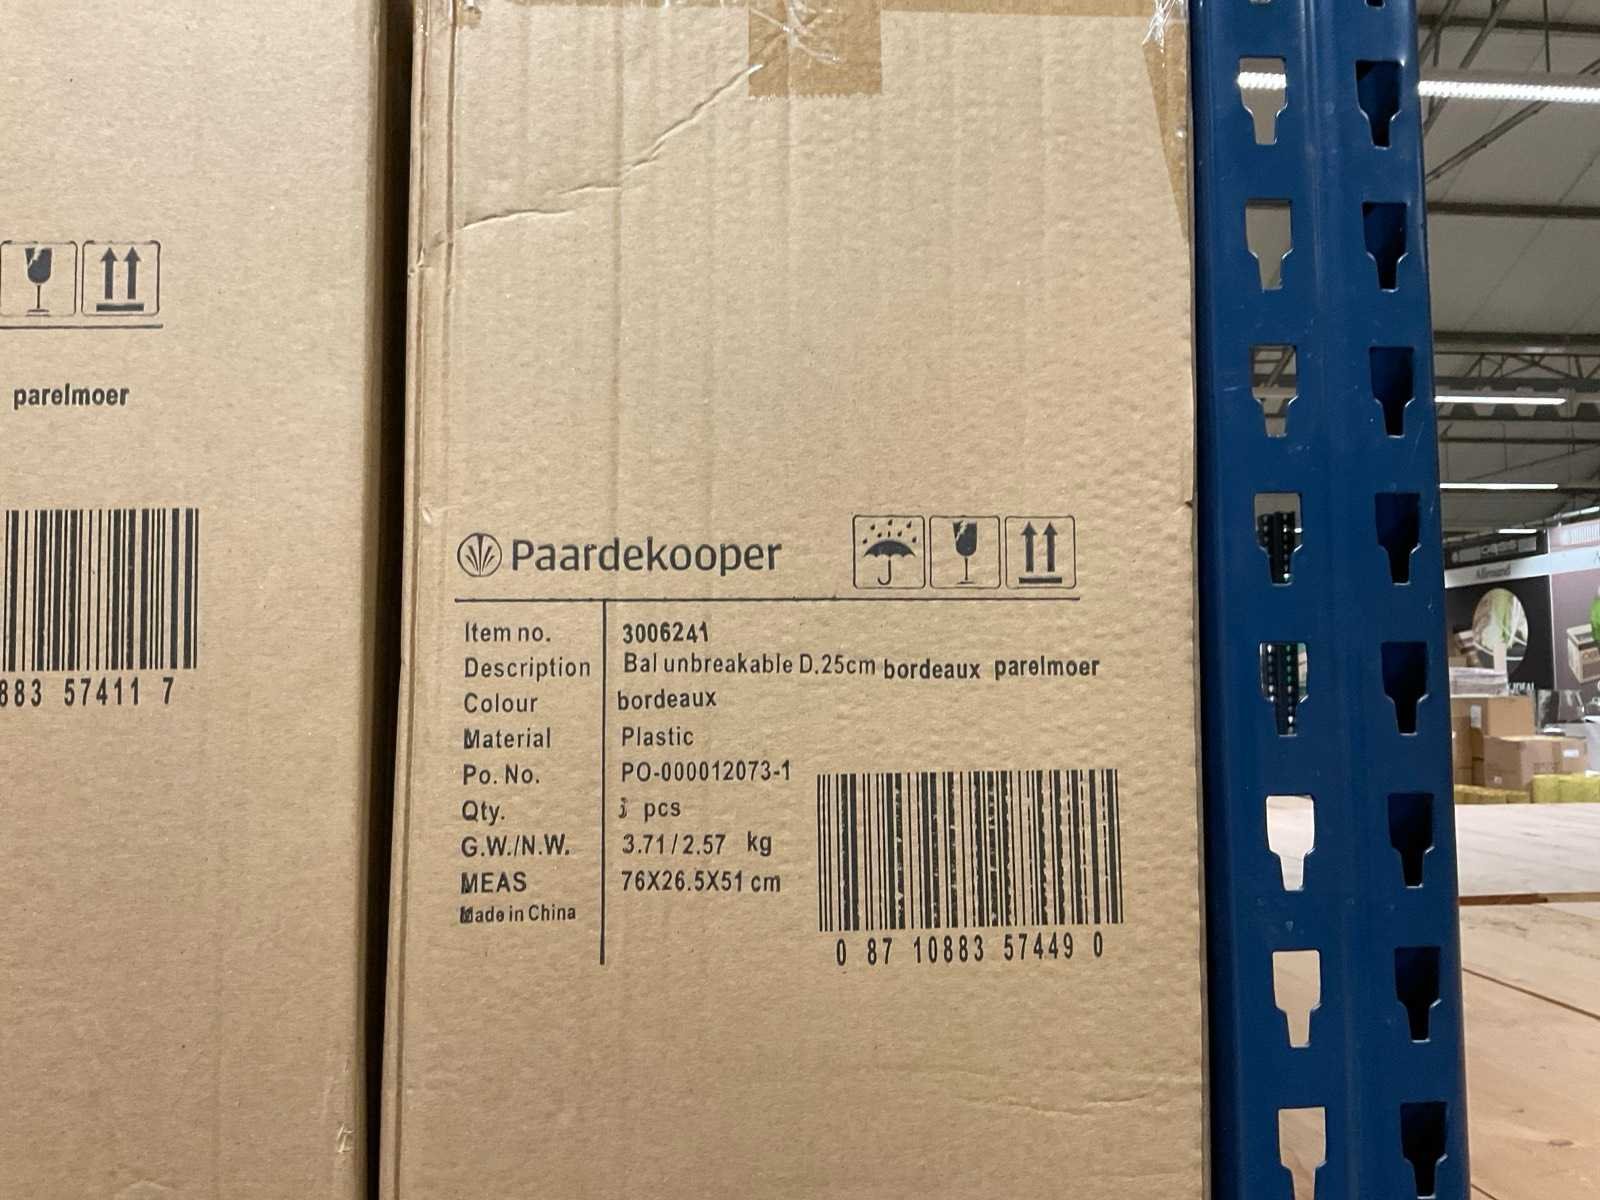 parelmoer
883 57411 7
Paardekooper
Item no. 3006241
Description Bal unbreakable D.25cm bordeaux parelmoer
Colour bordeaux
Material Plastic
Po. No. PO-000012073-1
Qty. pcs
G.W./N.W. 3.71/2.57 kg
MEAS 76X26.5X51 cm
Made in China
0 87 10883 57449 0